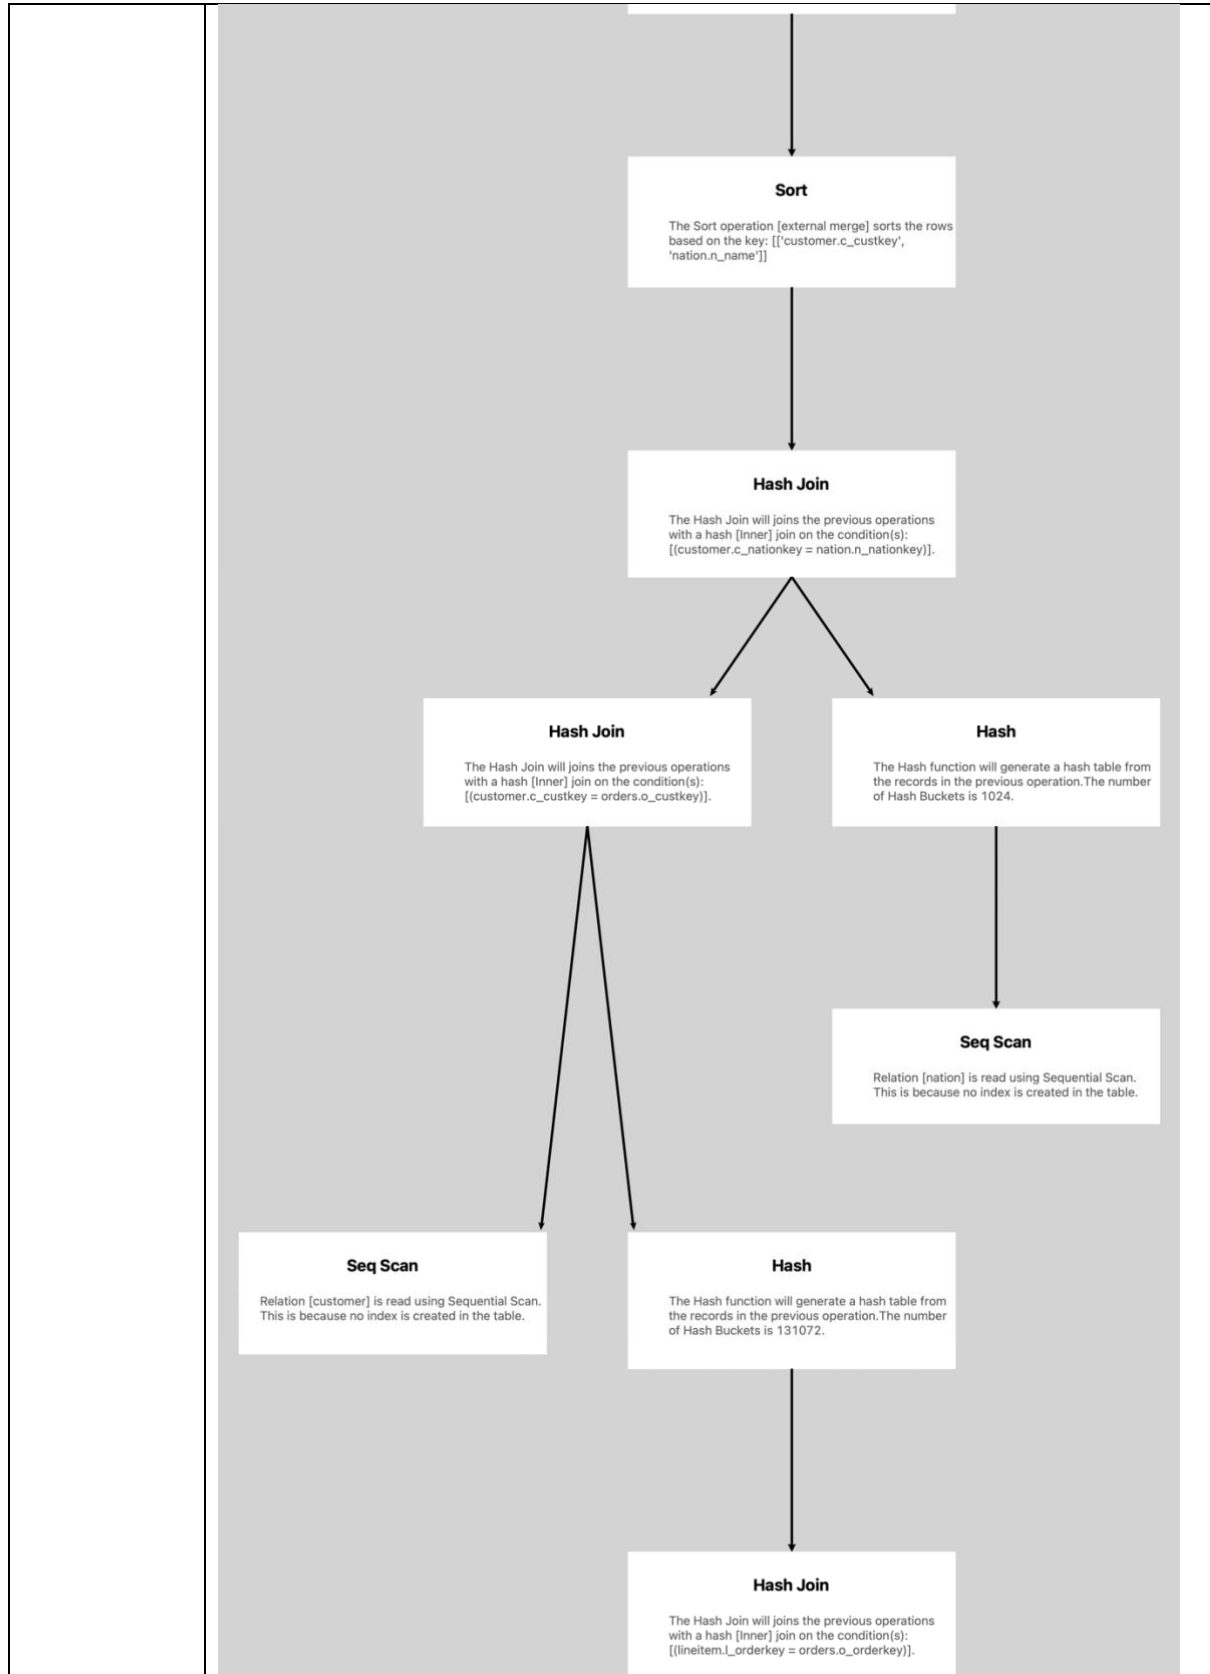 Sort
The Sort operation [external merge] sorts the rows
based on the key: [['customer.c_custkey',
'nation.n_name']]
Hash Join
The Hash Join will joins the previous operations
with a hash [Inner] join on the condition(s):
[(customer.c_nationkey = nation.n_nationkey)].
Hash Join
The Hash Join will joins the previous operations
with a hash [Inner] join on the condition(s):
[(customer.c_custkey = orders.o_custkey)].
Hash
The Hash function will generate a hash table from
the records in the previous operation.The number
of Hash Buckets is 1024.
Seq Scan
Relation [nation] is read using Sequential Scan.
This is because no index is created in the table.
Seq Scan
Relation [customer] is read using Sequential Scan.
This is because no index is created in the table.
Hash
The Hash function will generate a hash table from
the records in the previous operation.The number
of Hash Buckets is 131072.
Hash Join
The Hash Join will joins the previous operations
with a hash [Inner] join on the condition(s):
[(lineitem.l_orderkey = orders.o_orderkey)].